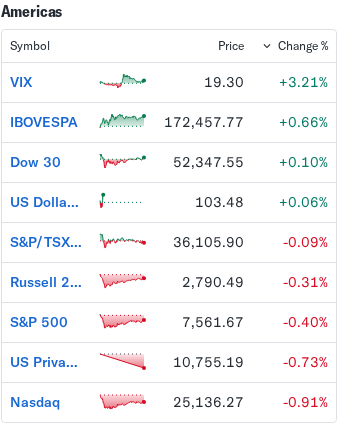 Americas
Symbol Price Change %
VIX 19.30 +3.21%
IBOVESPA 172,457.77 +0.66%
Dow 30 52,347.55 +0.10%
US Dolla... 103.48 +0.06%
S&P/TSX... 36,105.90 -0.09%
Russell 2... 2,790.49 -0.31%
S&P 500 7,561.67 -0.40%
US Priva... 10,755.19 -0.73%
Nasdaq 25,136.27 -0.91%